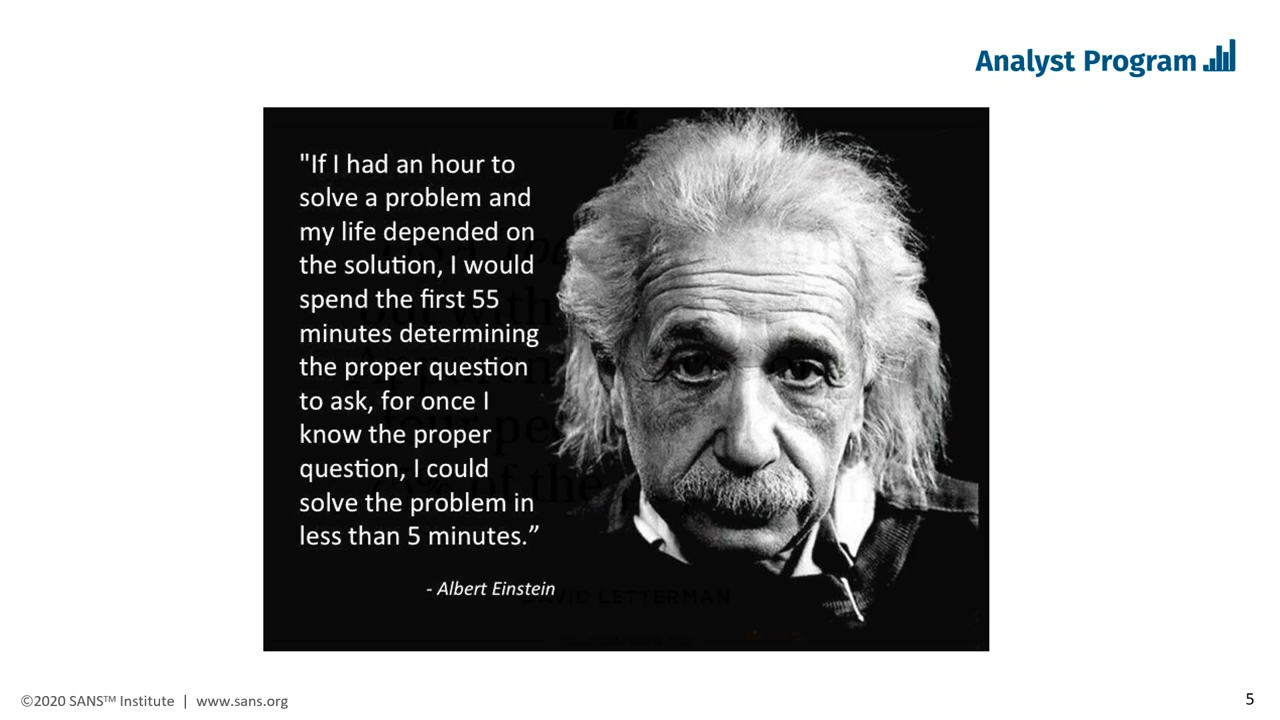 Analyst Program
"If I had an hour to
solve a problem and
my life depended on
the solution, I would
spend the first 55
minutes determining
the proper question
to ask, for once I
know the proper
question, I could
solve the problem in
less than 5 minutes.”
- Albert Einstein
DAVID LETTERMAN
©2020 SANS™ Institute | www.sans.org
5